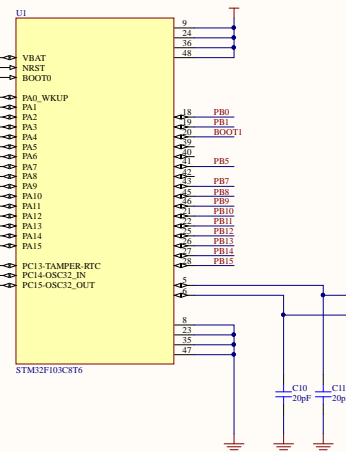 U1
9
24
36
48
VBAT
NRST
BOOT0
PA0_WKUP
PA1
PA2
PA3
PA4
PA5
PA6
PA7
PA8
PA9
PA10
PA11
PA12
PA13
PA14
PA15
PC13-TAMPER-RTC
PC14-OSC32_IN
PC15-OSC32_OUT
18 PB0
19 PB1
20 BOOT1
39
40
41 PB5
42
43 PB7
45 PB8
46 PB9
21 PB10
22 PB11
25 PB12
26 PB13
27 PB14
28 PB15
5
6
8
23
35
47
STM32F103C8T6
C10
20pF
C11
20p